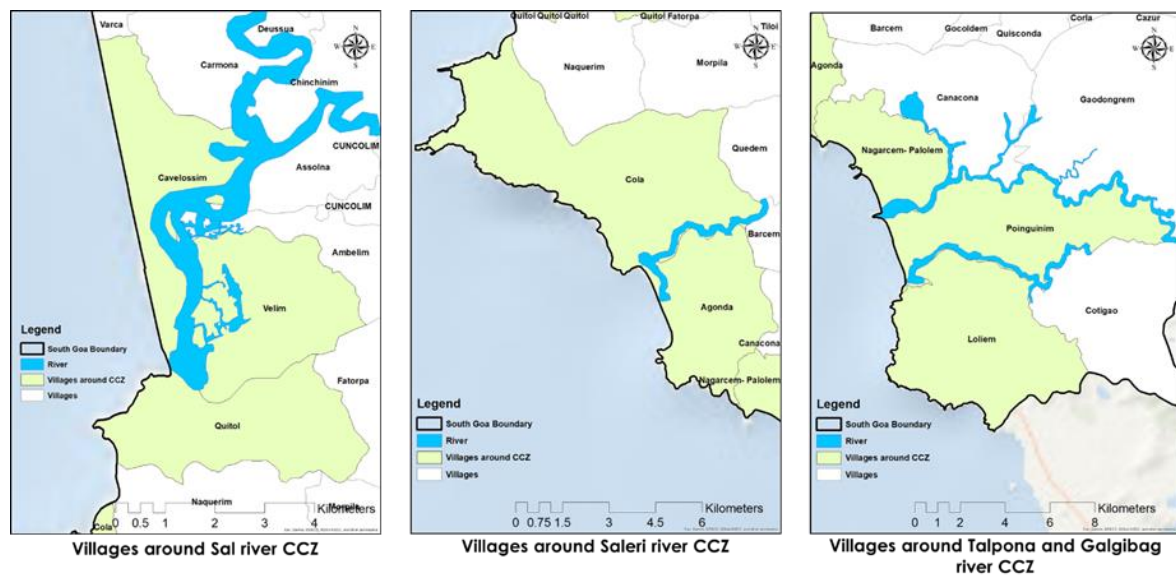 Varca
Deussua
N
W E
S
Carmona
Chinchinim
CUNCOLIM
Assolna
Cavelossim
CUNCOLIM
Ambelim
Velim
Legend
South Goa Boundary
River
Villages around CCZ
Villages
Fatorpa
Quitol
Naquerim
Morpila
Cola
Kilometers
0 0.5 1 2 3 4
Villages around Sal river CCZ
Quitol Quitol Quitol
Quitol Fatorpa
Tiloi
N
W E
S
Naquerim
Morpila
Quedem
Cola
Barcem
Agonda
Canacona
Nagarcem- Palolem
Legend
South Goa Boundary
River
Villages around CCZ
Villages
Kilometers
0 0.75 1.5 3 4.5 6
Villages around Saleri river CCZ
Barcem
Gocoldem
Quisconda
Corla
Cazur
N
W E
S
Agonda
Canacona
Gaodongrem
Nagarcem- Palolem
Poinguinim
Cotigao
Loliem
Legend
South Goa Boundary
River
Villages around CCZ
Villages
Kilometers
0 1 2 4 6 8
Villages around Talpona and Galgibag
river CCZ